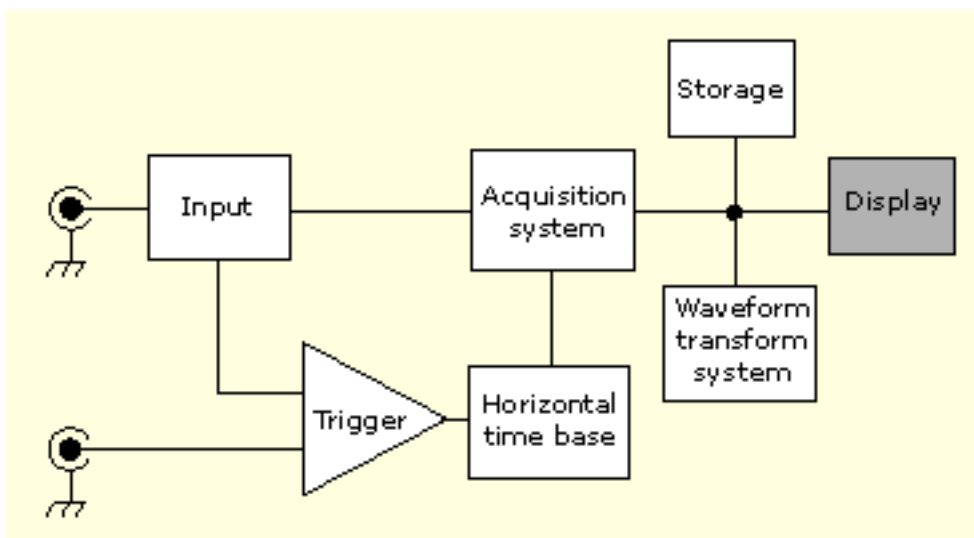 Storage
Input
Acquisition
system
Display
Waveform
transform
system
Trigger
Horizontal
time base